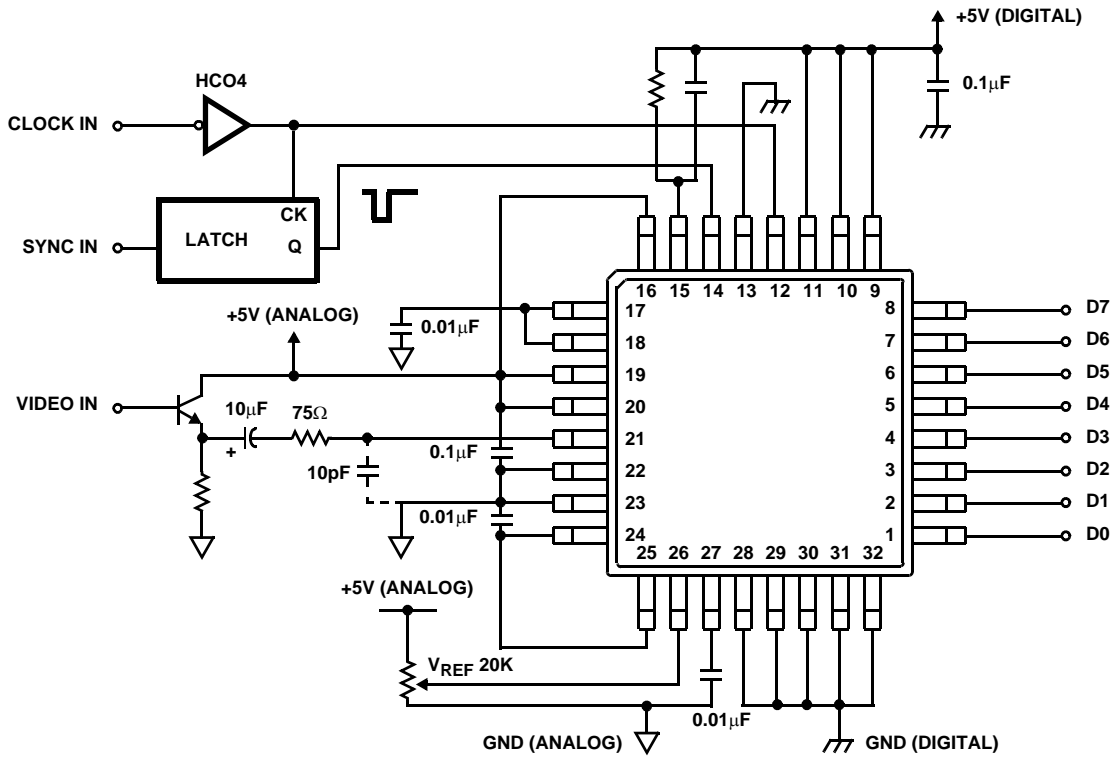 +5V (DIGITAL)
HCO4
0.1μF
CLOCK IN
CK
LATCH
Q
SYNC IN
16 15 14 13 12 11 10 9
+5V (ANALOG)
0.01μF
17
8
D7
18
7
D6
19
6
D5
VIDEO IN
10μF
75Ω
20
5
D4
+
21
4
D3
10pF
0.1μF
22
3
D2
23
2
D1
0.01μF
24
1
D0
25 26 27 28 29 30 31 32
+5V (ANALOG)
VREF 20K
0.01μF
GND (ANALOG)
GND (DIGITAL)